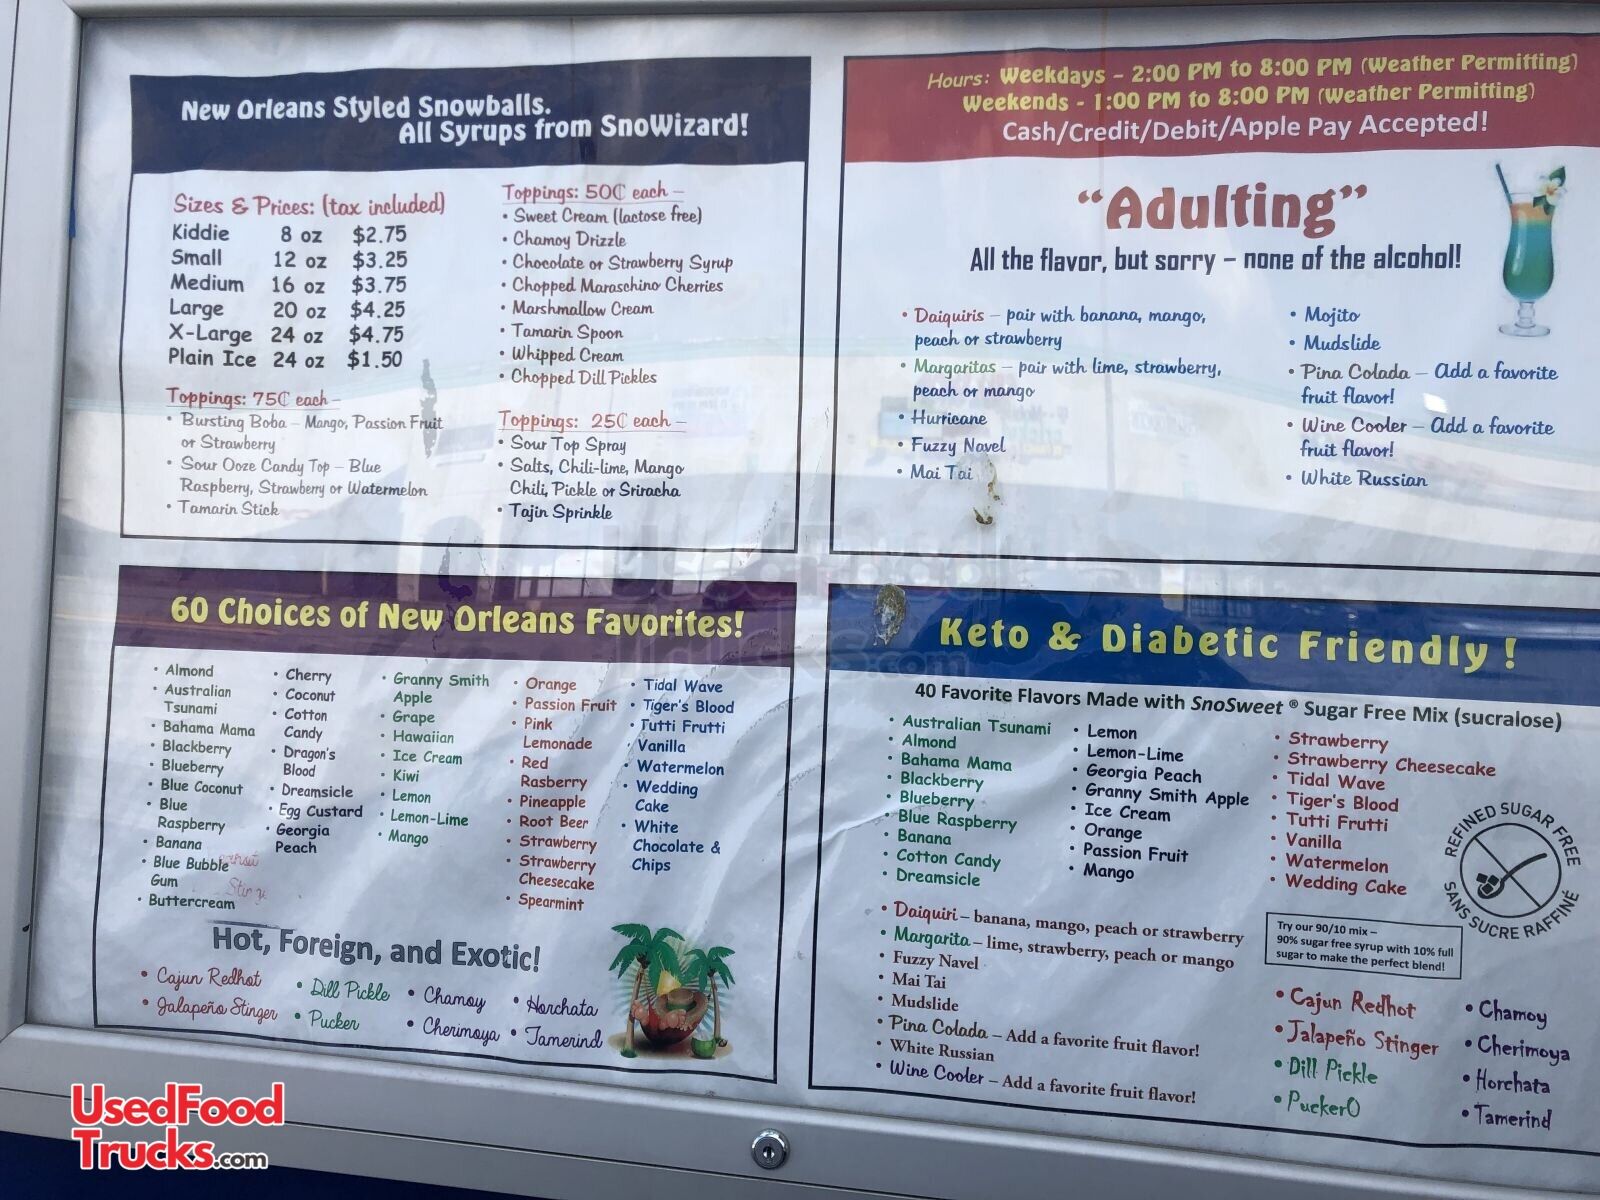 New Orleans Styled Snowballs.
All Syrups from SnoWizard!
Sizes & Prices: (tax included)
Kiddie 8 oz $2.75
Small 12 oz $3.25
Medium 16 oz $3.75
Large 20 oz $4.25
X-Large 24 oz $4.75
Plain Ice 24 oz $1.50
Toppings: 75₵ each –
• Bursting Boba – Mango, Passion Fruit
or Strawberry
• Sour Ooze Candy Top – Blue
Raspberry, Strawberry or Watermelon
• Tamarin Stick
Toppings: 50₵ each –
• Sweet Cream (lactose free)
• Chamoy Drizzle
• Chocolate or Strawberry Syrup
• Chopped Maraschino Cherries
• Marshmallow Cream
• Tamarin Spoon
• Whipped Cream
• Chopped Dill Pickles
Toppings: 25₵ each –
• Sour Top Spray
• Salts, Chili-lime, Mango
Chili, Pickle or Sriracha
• Tajin Sprinkle
Hours: Weekdays - 2:00 PM to 8:00 PM (Weather Permitting)
Weekends - 1:00 PM to 8:00 PM (Weather Permitting)
Cash/Credit/Debit/Apple Pay Accepted!
"Adulting"
All the flavor, but sorry – none of the alcohol!
• Daiquiris – pair with banana, mango,
peach or strawberry
• Margaritas – pair with lime, strawberry,
peach or mango
• Hurricane
• Fuzzy Navel
• Mai Tai
• Mojito
• Mudslide
• Pina Colada – Add a favorite
fruit flavor!
• Wine Cooler – Add a favorite
fruit flavor!
• White Russian
60 Choices of New Orleans Favorites!
• Almond
• Australian
Tsunami
• Bahama Mama
• Blackberry
• Blueberry
• Blue Coconut
• Blue
Raspberry
• Banana
• Blue Bubble
Gum
• Buttercream
• Cherry
• Coconut
• Cotton
Candy
• Dragon's
Blood
• Dreamsicle
• Egg Custard
• Georgia
Peach
• Granny Smith
Apple
• Grape
• Hawaiian
• Ice Cream
• Kiwi
• Lemon
• Lemon-Lime
• Mango
• Orange
• Passion Fruit
• Pink
Lemonade
• Red
Rasberry
• Pineapple
• Root Beer
• Strawberry
• Strawberry
Cheesecake
• Spearmint
• Tidal Wave
• Tiger's Blood
• Tutti Frutti
• Vanilla
• Watermelon
• Wedding
Cake
• White
Chocolate &
Chips
Hot, Foreign, and Exotic!
• Cajun Redhot
• Jalapeño Stinger
• Dill Pickle
• Pucker
• Chamoy
• Cherimoya
• Horchata
• Tamerind
Keto & Diabetic Friendly !
40 Favorite Flavors Made with SnoSweet ® Sugar Free Mix (sucralose)
• Australian Tsunami
• Almond
• Bahama Mama
• Blackberry
• Blueberry
• Blue Raspberry
• Banana
• Cotton Candy
• Dreamsicle
• Lemon
• Lemon-Lime
• Georgia Peach
• Granny Smith Apple
• Ice Cream
• Orange
• Passion Fruit
• Mango
• Strawberry
• Strawberry Cheesecake
• Tidal Wave
• Tiger's Blood
• Tutti Frutti
• Vanilla
• Watermelon
• Wedding Cake
REFINED SUGAR FREE
SANS SUCRE RAFFINÉ
• Daiquiri – banana, mango, peach or strawberry
• Margarita – lime, strawberry, peach or mango
• Fuzzy Navel
• Mai Tai
• Mudslide
• Pina Colada – Add a favorite fruit flavor!
• White Russian
• Wine Cooler – Add a favorite fruit flavor!
Try our 90/10 mix –
90% sugar free syrup with 10% full
sugar to make the perfect blend!
• Cajun Redhot
• Jalapeño Stinger
• Dill Pickle
• PuckerO
• Chamoy
• Cherimoya
• Horchata
• Tamerind
UsedFood
Trucks.com
UsedFood
Trucks.com